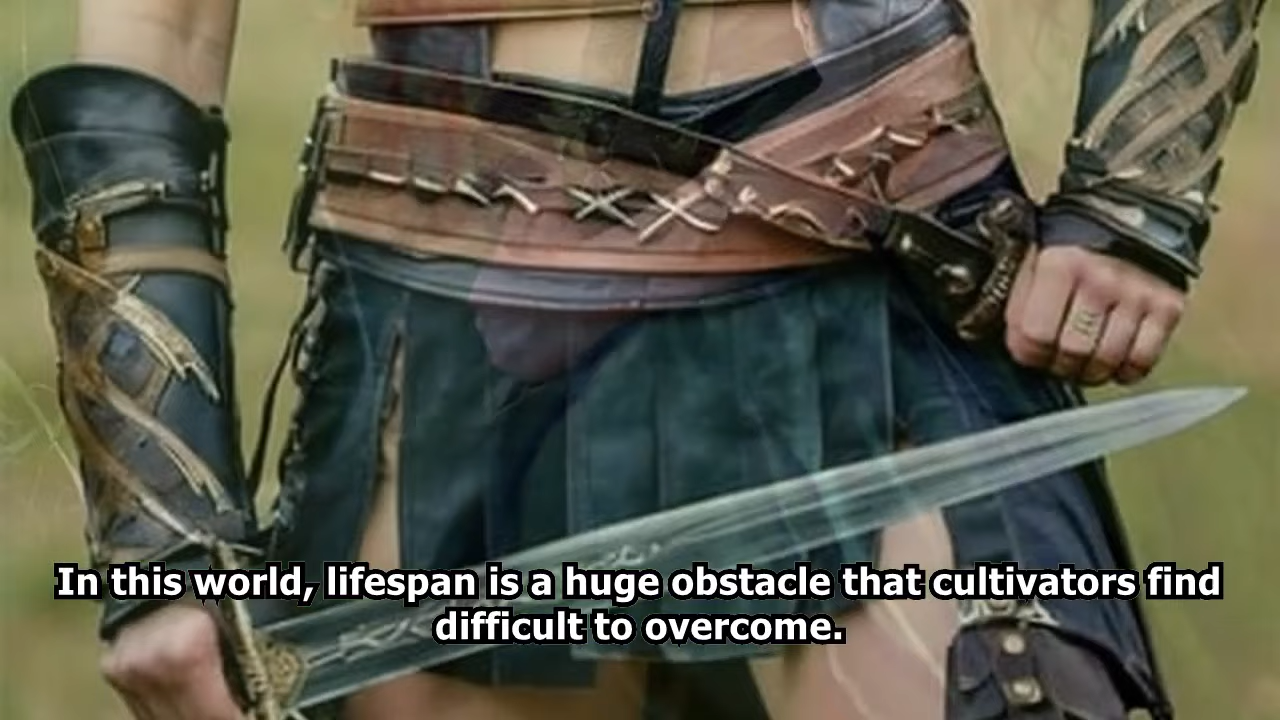 In this world, lifespan is a huge obstacle that cultivators find
difficult to overcome.